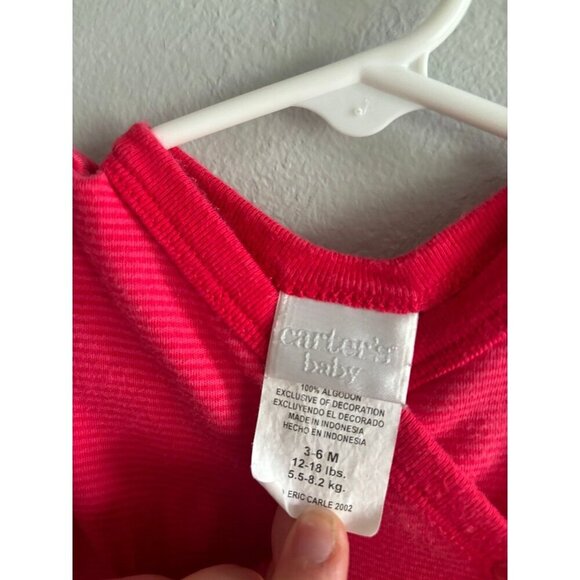 carter's
baby
100% ALGODON
EXCLUSIVE OF DECORATION
EXCLUYENDO EL DECORADO
MADE IN INDONESIA
HECHO EN INDONESIA
3-6 M
12-18 lbs.
5.5-8.2 kg.
ERIC CARLE 2002